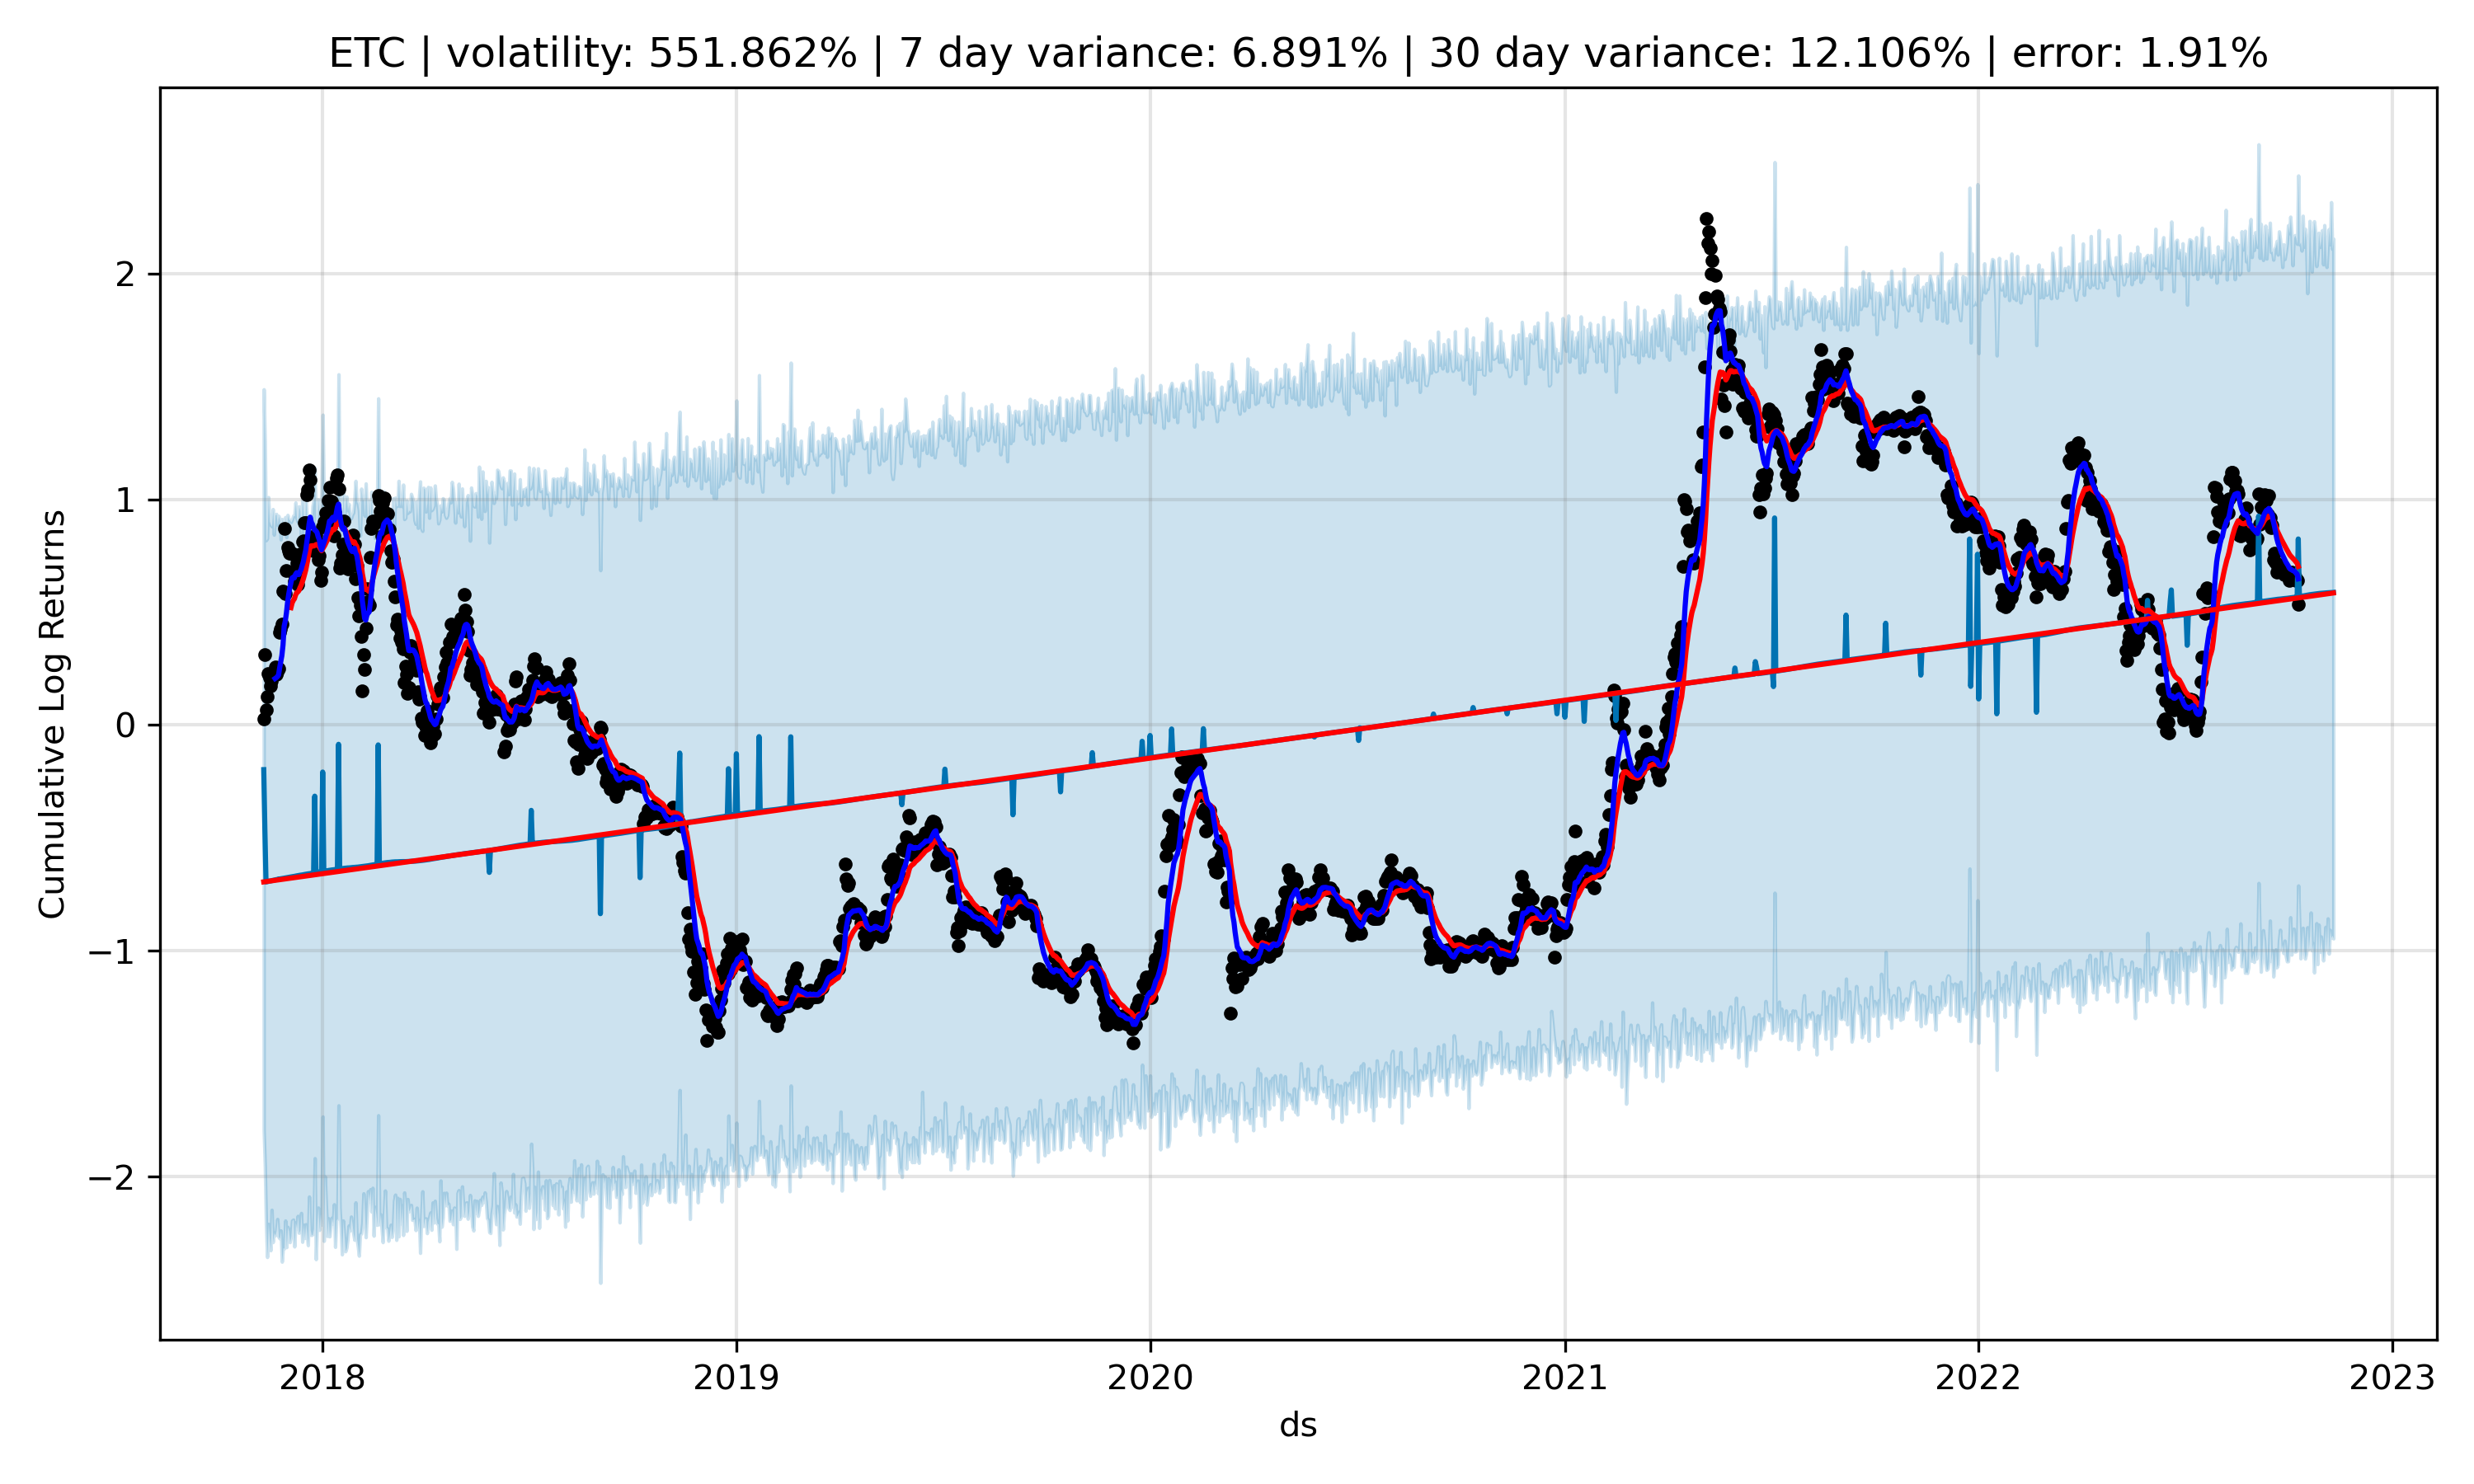 ETC | volatility: 551.862% | 7 day variance: 6.891% | 30 day variance: 12.106% | error: 1.91%
Cumulative Log Returns
2
1
0
−1
−2
2018 2019 2020 2021 2022 2023
ds